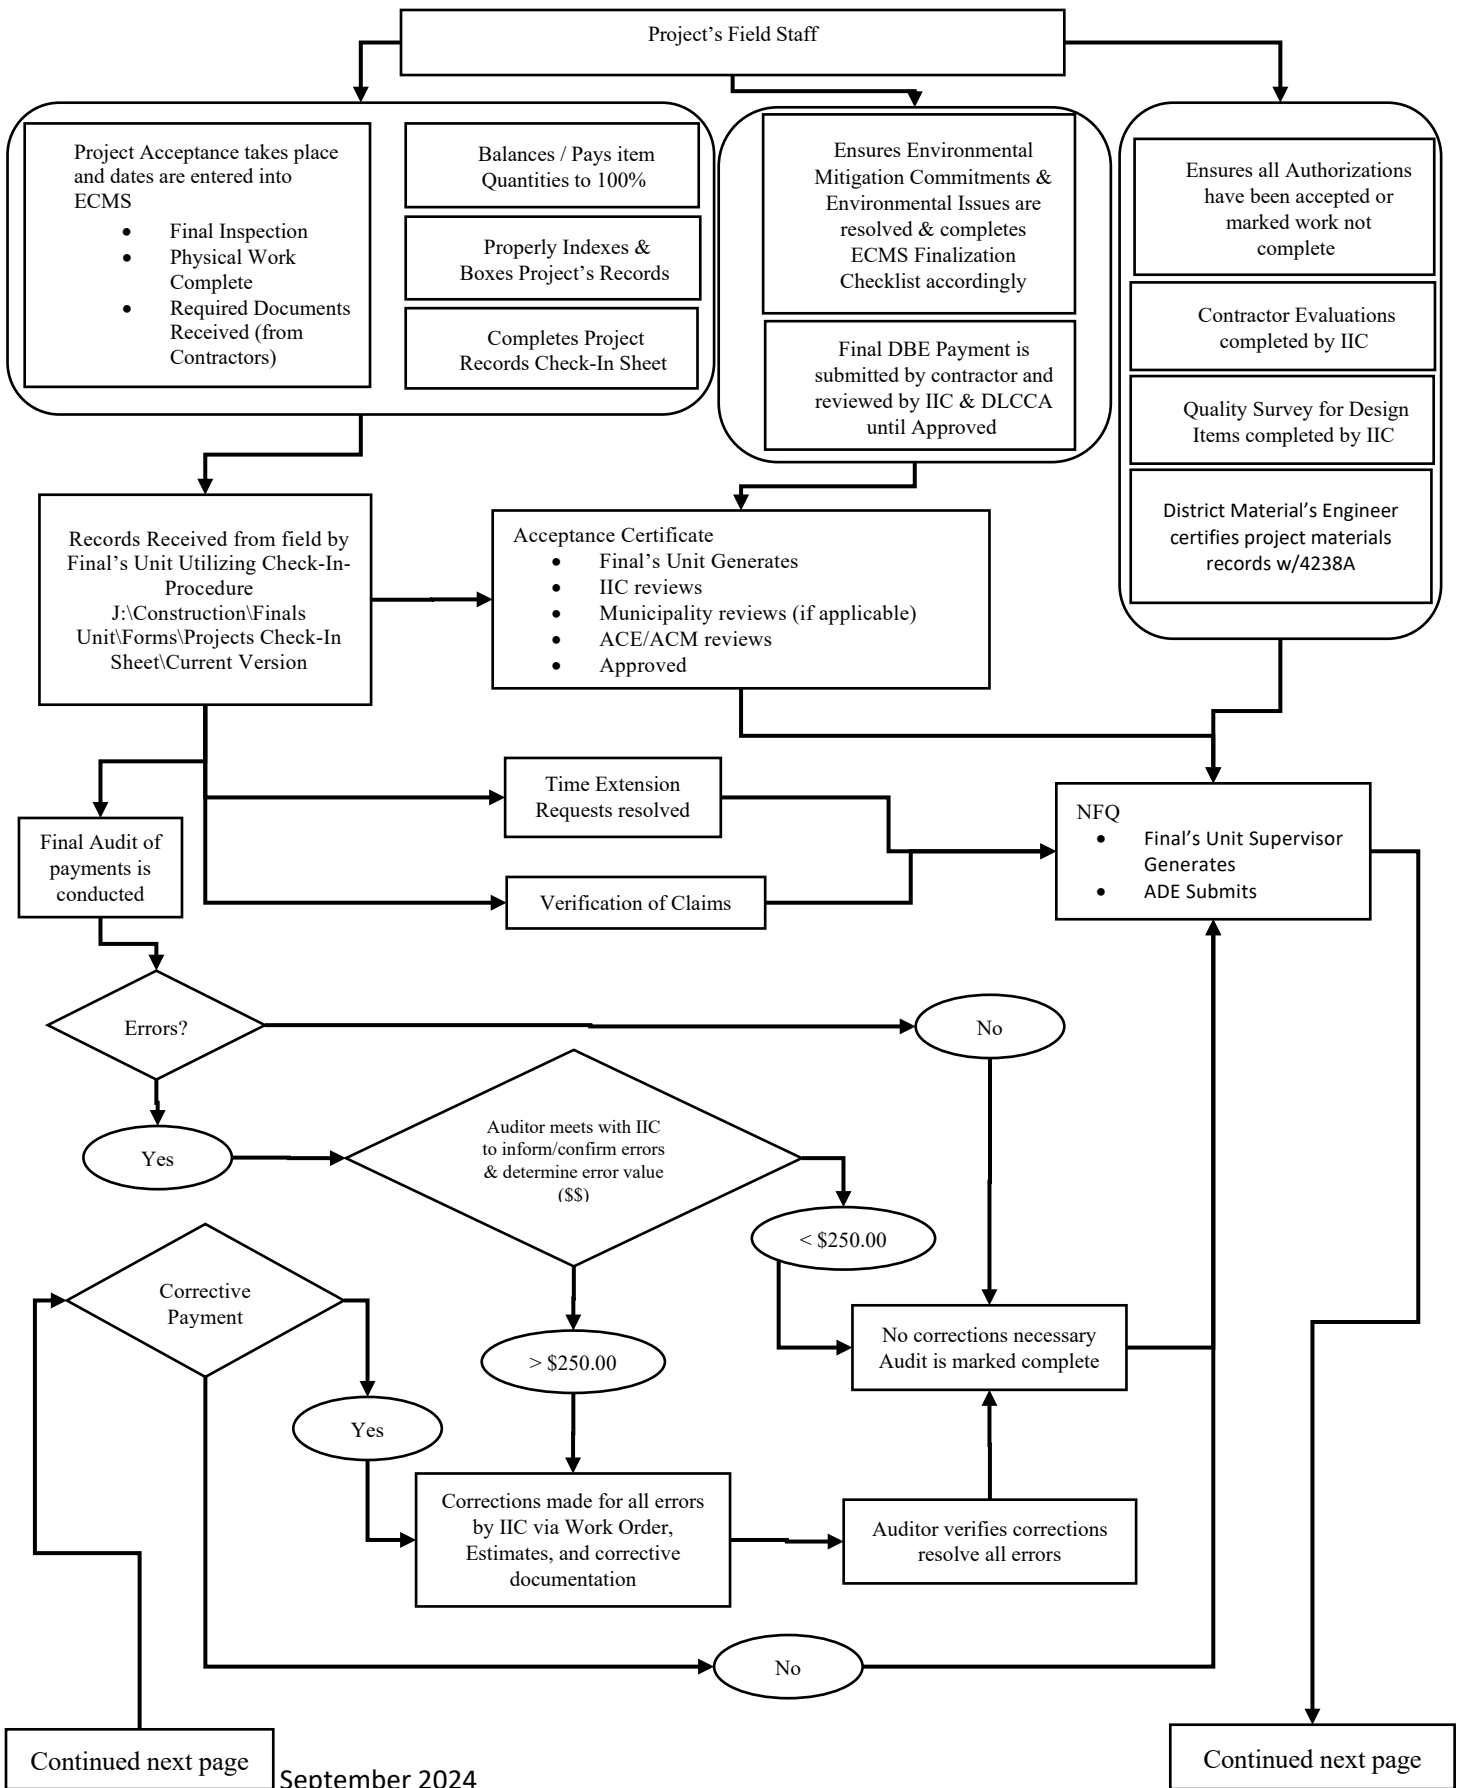 Project's Field Staff
Project Acceptance takes place
and dates are entered into
ECMS
• Final Inspection
• Physical Work
Complete
• Required Documents
Received (from
Contractors)
Balances / Pays item
Quantities to 100%
Properly Indexes &
Boxes Project's Records
Completes Project
Records Check-In Sheet
Ensures Environmental
Mitigation Commitments &
Environmental Issues are
resolved & completes
ECMS Finalization
Checklist accordingly
Final DBE Payment is
submitted by contractor and
reviewed by IIC & DLCCA
until Approved
Ensures all Authorizations
have been accepted or
marked work not
complete
Contractor Evaluations
completed by IIC
Quality Survey for Design
Items completed by IIC
District Material's Engineer
certifies project materials
records w/4238A
Records Received from field by
Final's Unit Utilizing Check-In-
Procedure
J:\Construction\Finals
Unit\Forms\Projects Check-In
Sheet\Current Version
Acceptance Certificate
• Final's Unit Generates
• IIC reviews
• Municipality reviews (if applicable)
• ACE/ACM reviews
• Approved
Time Extension
Requests resolved
Verification of Claims
NFQ
• Final's Unit Supervisor
Generates
• ADE Submits
Final Audit of
payments is
conducted
Errors?
No
Yes
Auditor meets with IIC
to inform/confirm errors
& determine error value
($$)
< $250.00
Corrective
Payment
> $250.00
No corrections necessary
Audit is marked complete
Yes
Corrections made for all errors
by IIC via Work Order,
Estimates, and corrective
documentation
Auditor verifies corrections
resolve all errors
No
Continued next page
September 2024
Continued next page